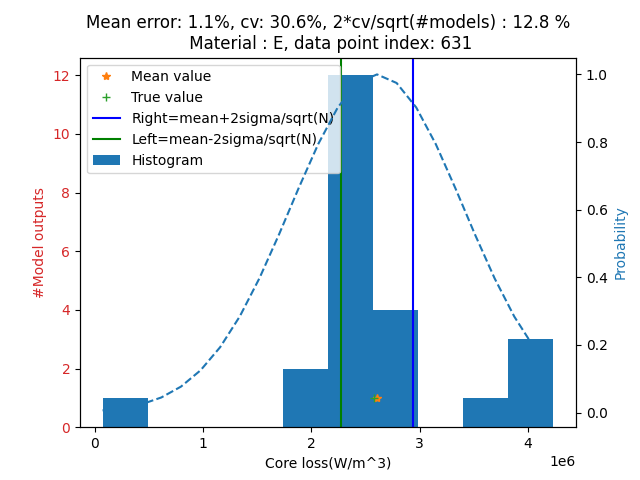 Mean error: 1.1%, cv: 30.6%, 2*cv/sqrt(#models) : 12.8 %
Material : E, data point index: 631
Mean value
True value
Right=mean+2sigma/sqrt(N)
Left=mean-2sigma/sqrt(N)
Histogram
#Model outputs
12
10
8
6
4
2
0
1.0
0.8
0.6
0.4
0.2
0.0
Probability
0 1 2 3 4
1e6
Core loss(W/m^3)